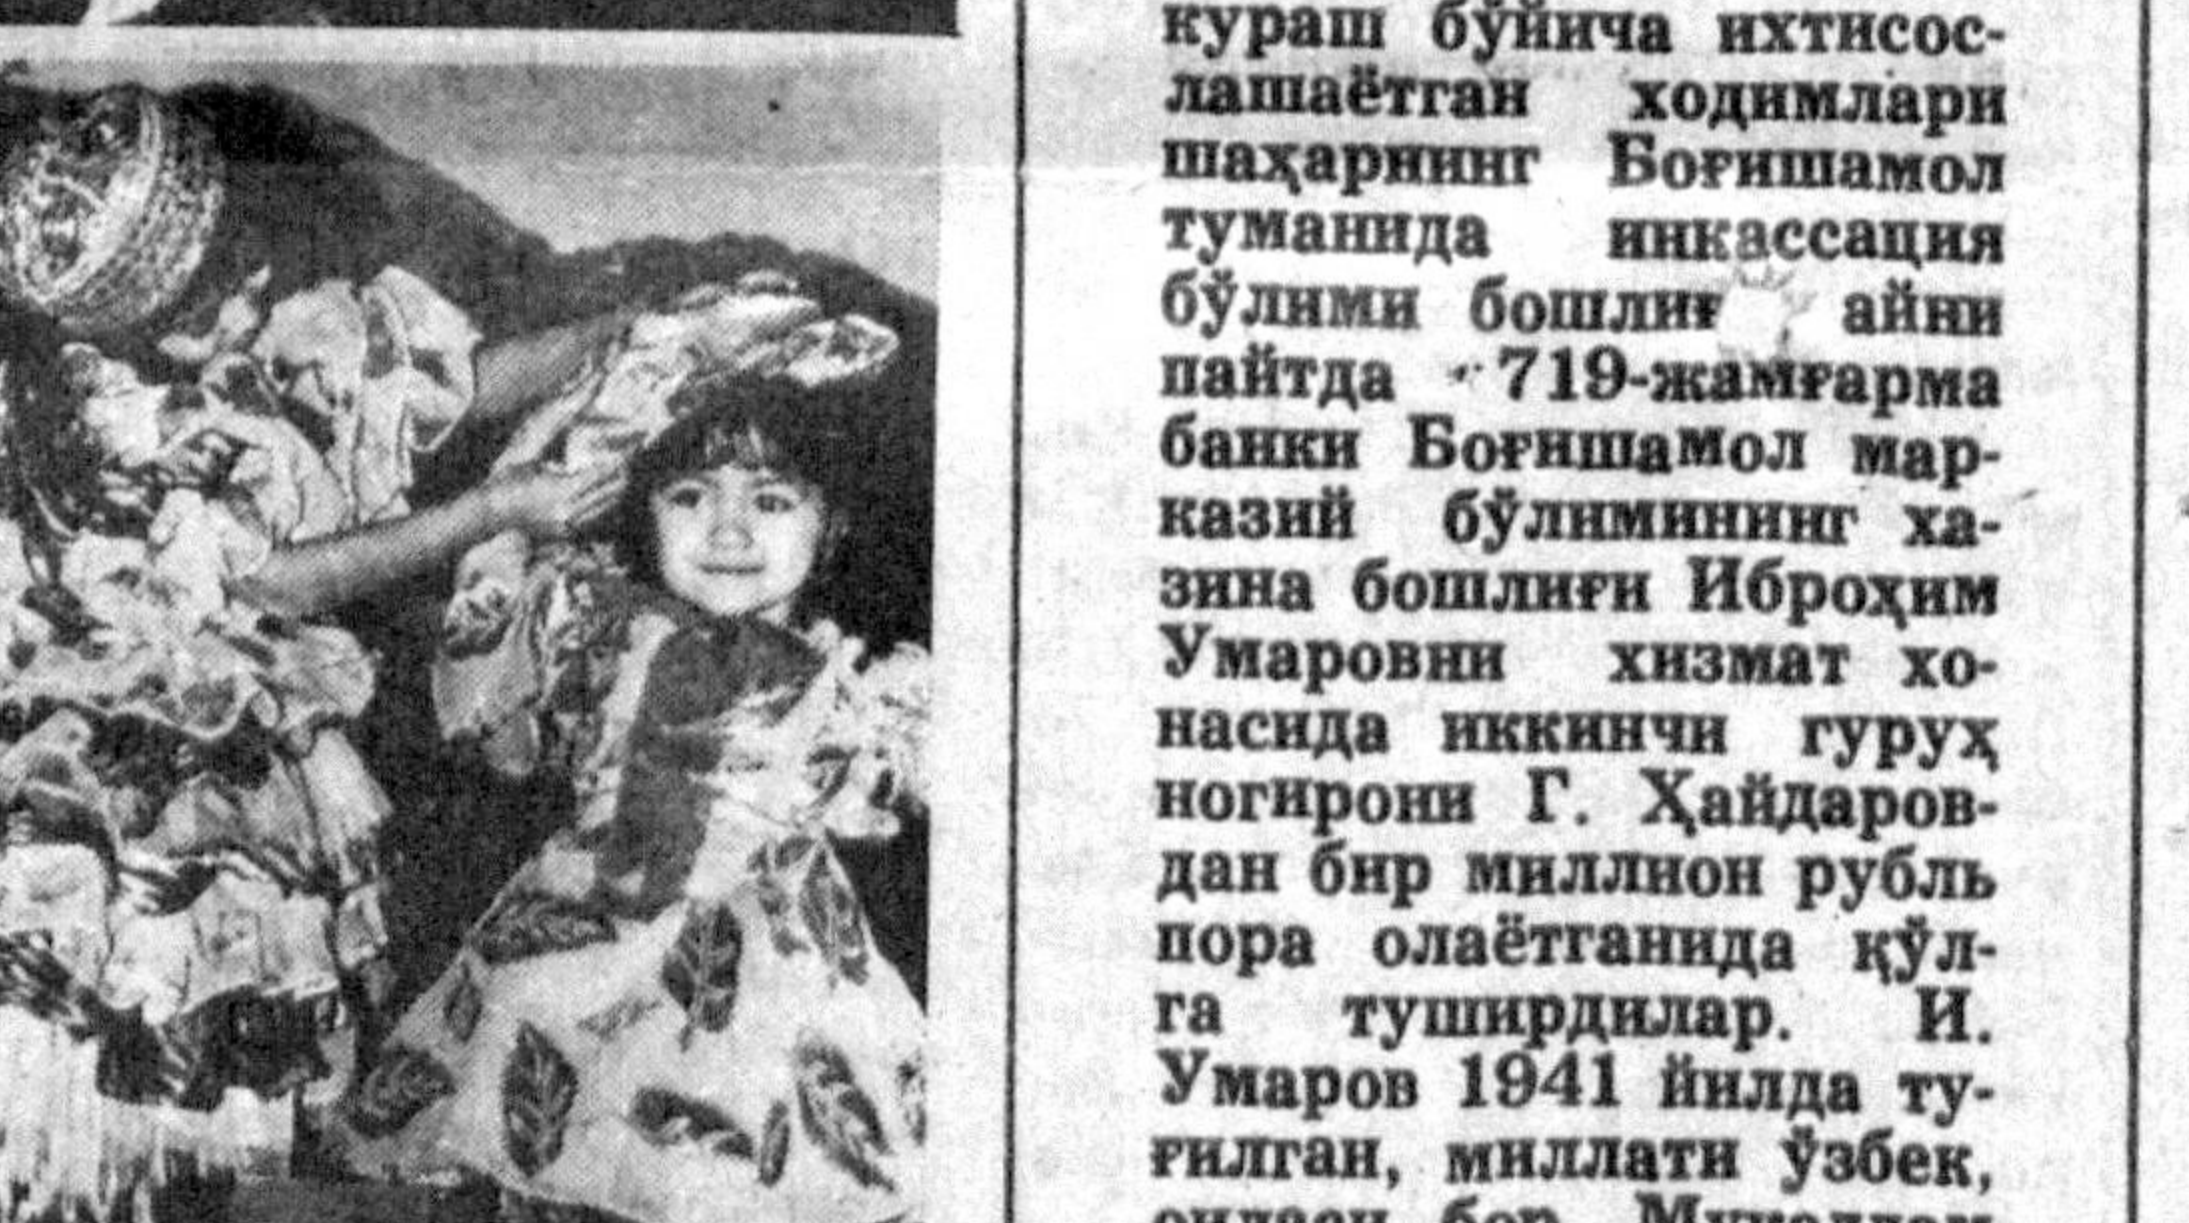 кураш бўйича ихтисос-
лашаётган ходимлари
шаҳарнинг Боғишамол
туманида инкассация
бўлими айни
пайтда 719-жамғарма
банки Боғишамол мар-
казий бўлимининг ха-
зина бошлиғи Иброҳим
Умаровни хизмат хо-
насида иккинчи гуруҳ
ногирони Г. Ҳайдаров-
дан бир миллион рубль
пора олаётганида қўл-
га туширдилар. И.
Умаров 1941 йилда ту-
ғилган, миллати ўзбек,